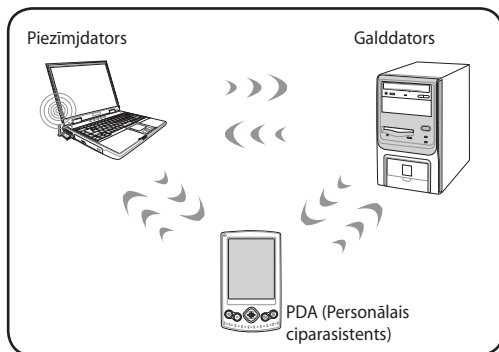 Piezīmjdators
Galddators
PDA (Personālais
ciparasistents)